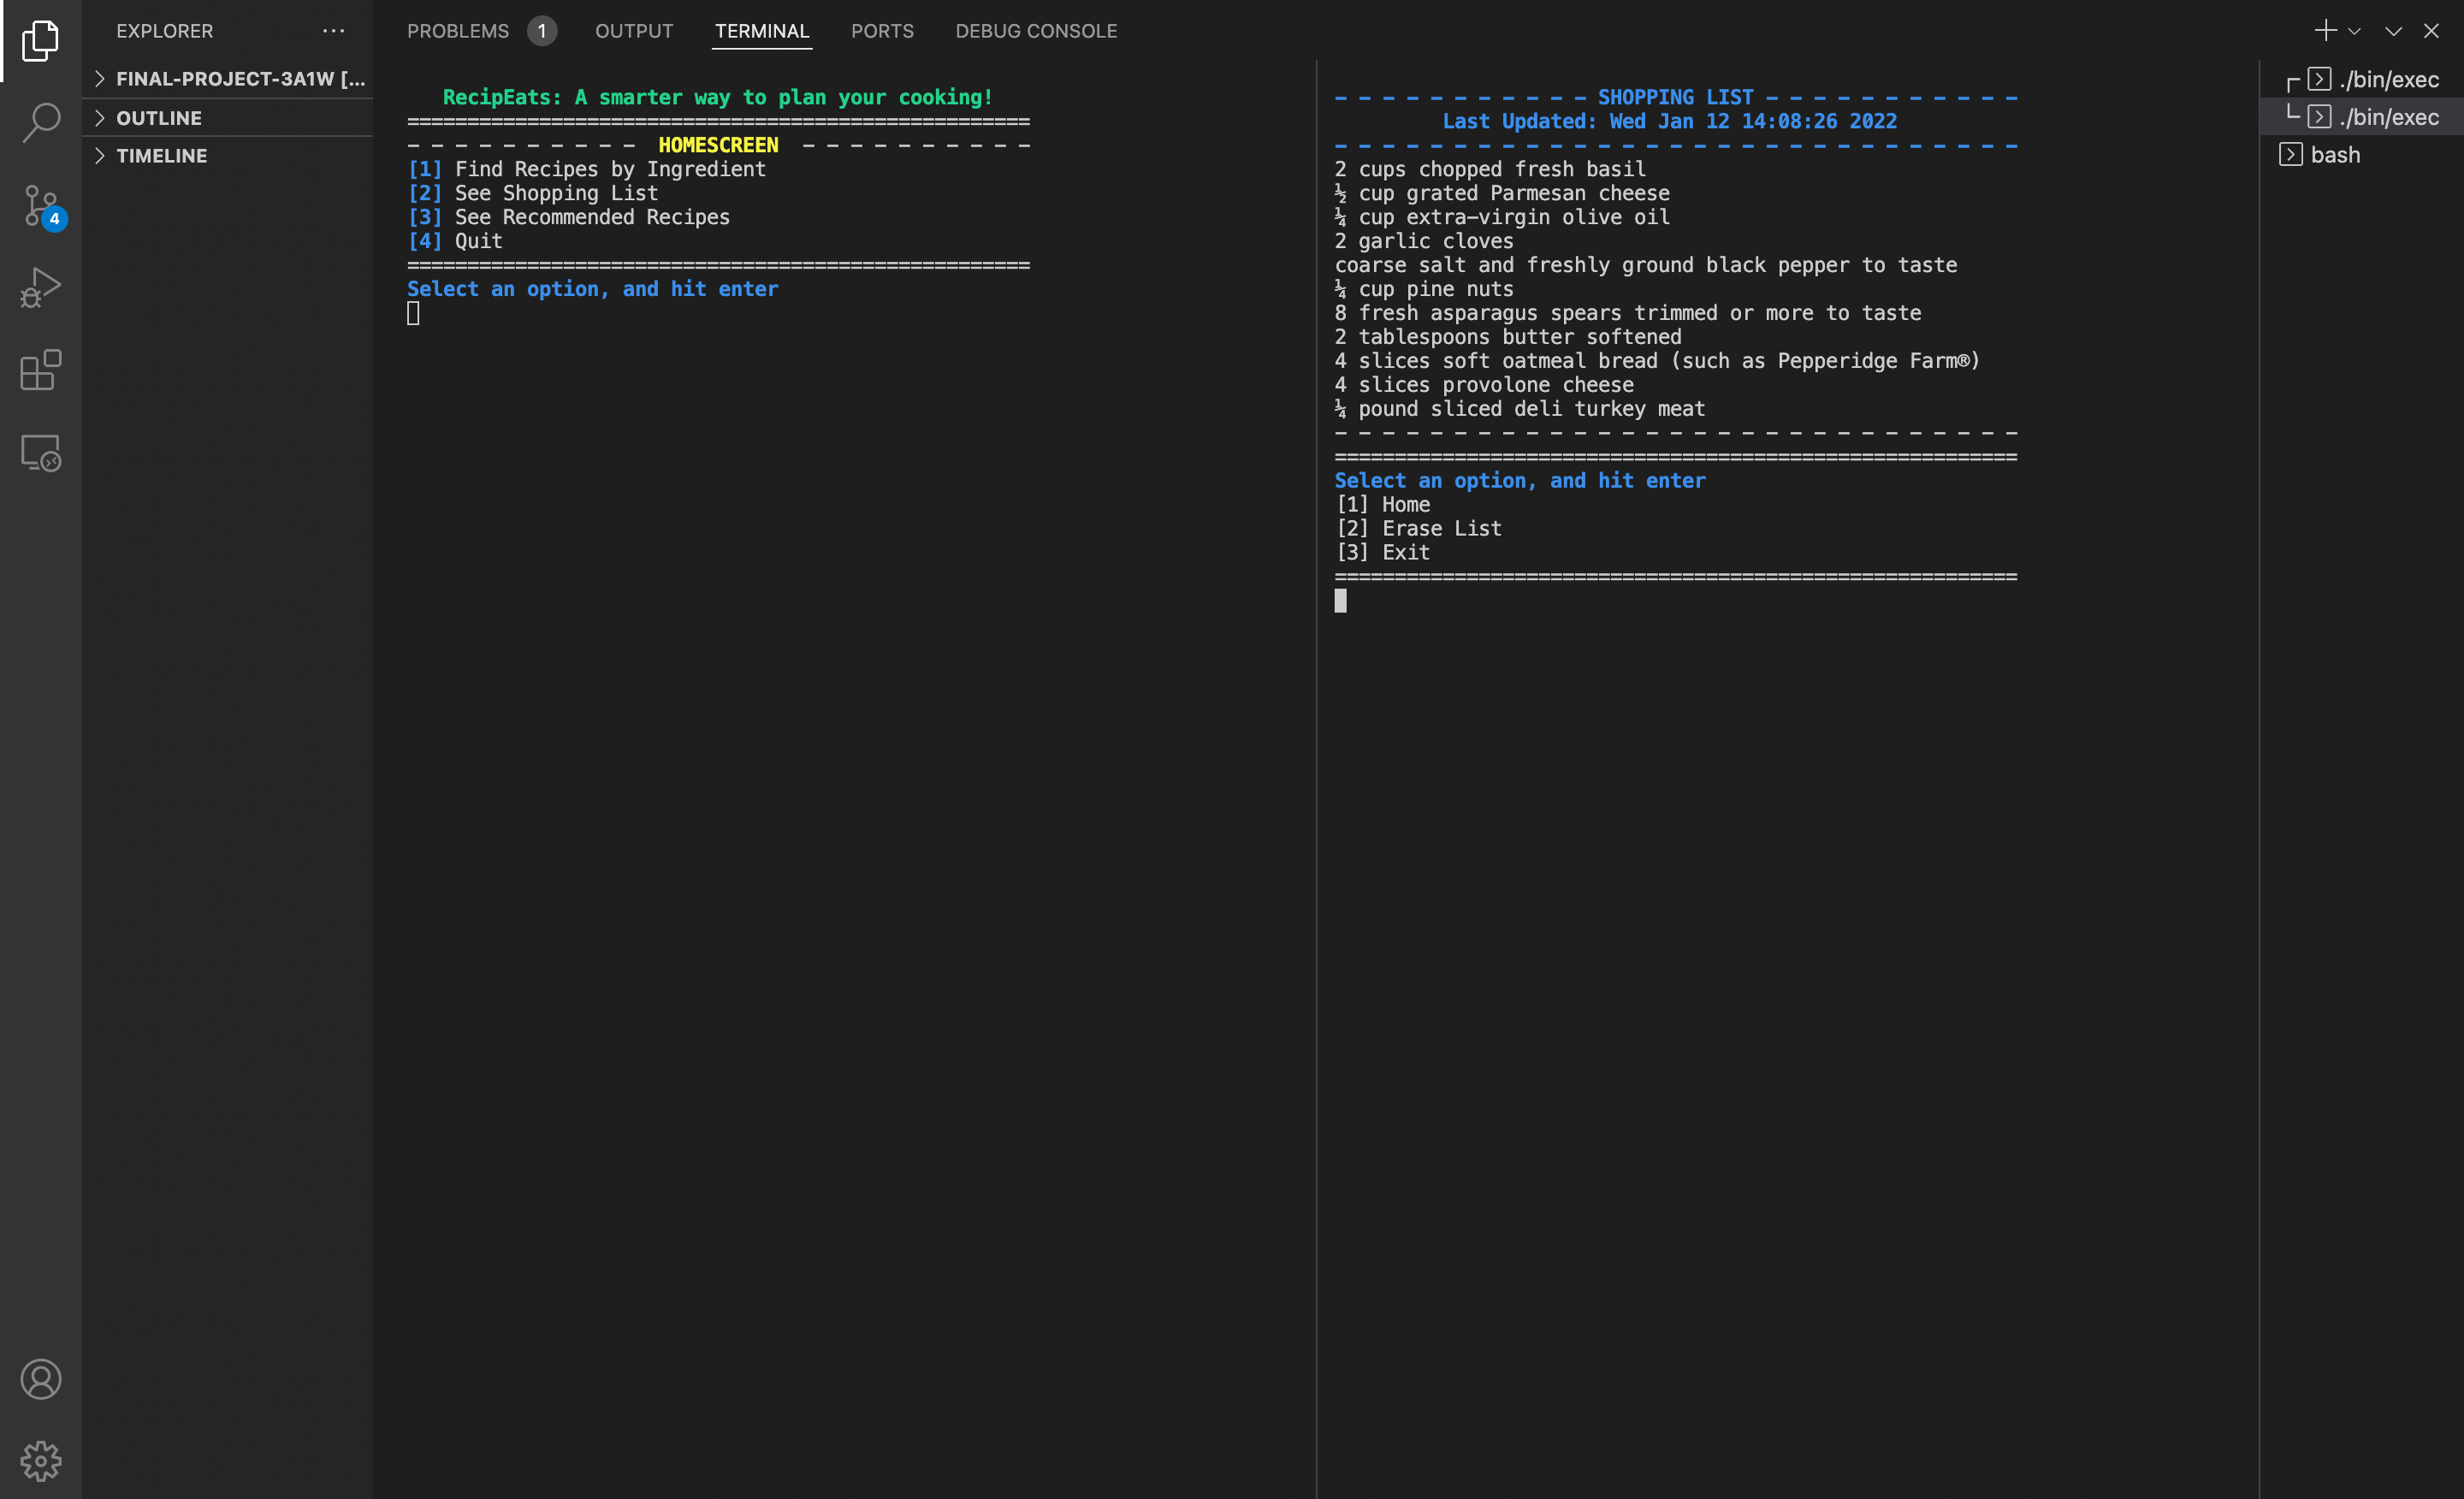 EXPLORER ···
FINAL-PROJECT-3A1W [...
OUTLINE
TIMELINE
4
PROBLEMS 1 OUTPUT TERMINAL PORTS DEBUG CONSOLE
RecipEats: A smarter way to plan your cooking!
====================================================
- - - - - - - - - - HOMESCREEN - - - - - - - - - -
[1] Find Recipes by Ingredient
[2] See Shopping List
[3] See Recommended Recipes
[4] Quit
====================================================
Select an option, and hit enter
- - - - - - - - - - - SHOPPING LIST - - - - - - - - - - -
Last Updated: Wed Jan 12 14:08:26 2022
- - - - - - - - - - - - - - - - - - - - - - - - - - - - -
2 cups chopped fresh basil
½ cup grated Parmesan cheese
¼ cup extra-virgin olive oil
2 garlic cloves
coarse salt and freshly ground black pepper to taste
¼ cup pine nuts
8 fresh asparagus spears trimmed or more to taste
2 tablespoons butter softened
4 slices soft oatmeal bread (such as Pepperidge Farm®)
4 slices provolone cheese
¼ pound sliced deli turkey meat
- - - - - - - - - - - - - - - - - - - - - - - - - - - - -
=========================================================
Select an option, and hit enter
[1] Home
[2] Erase List
[3] Exit
=========================================================
./bin/exec
./bin/exec
bash